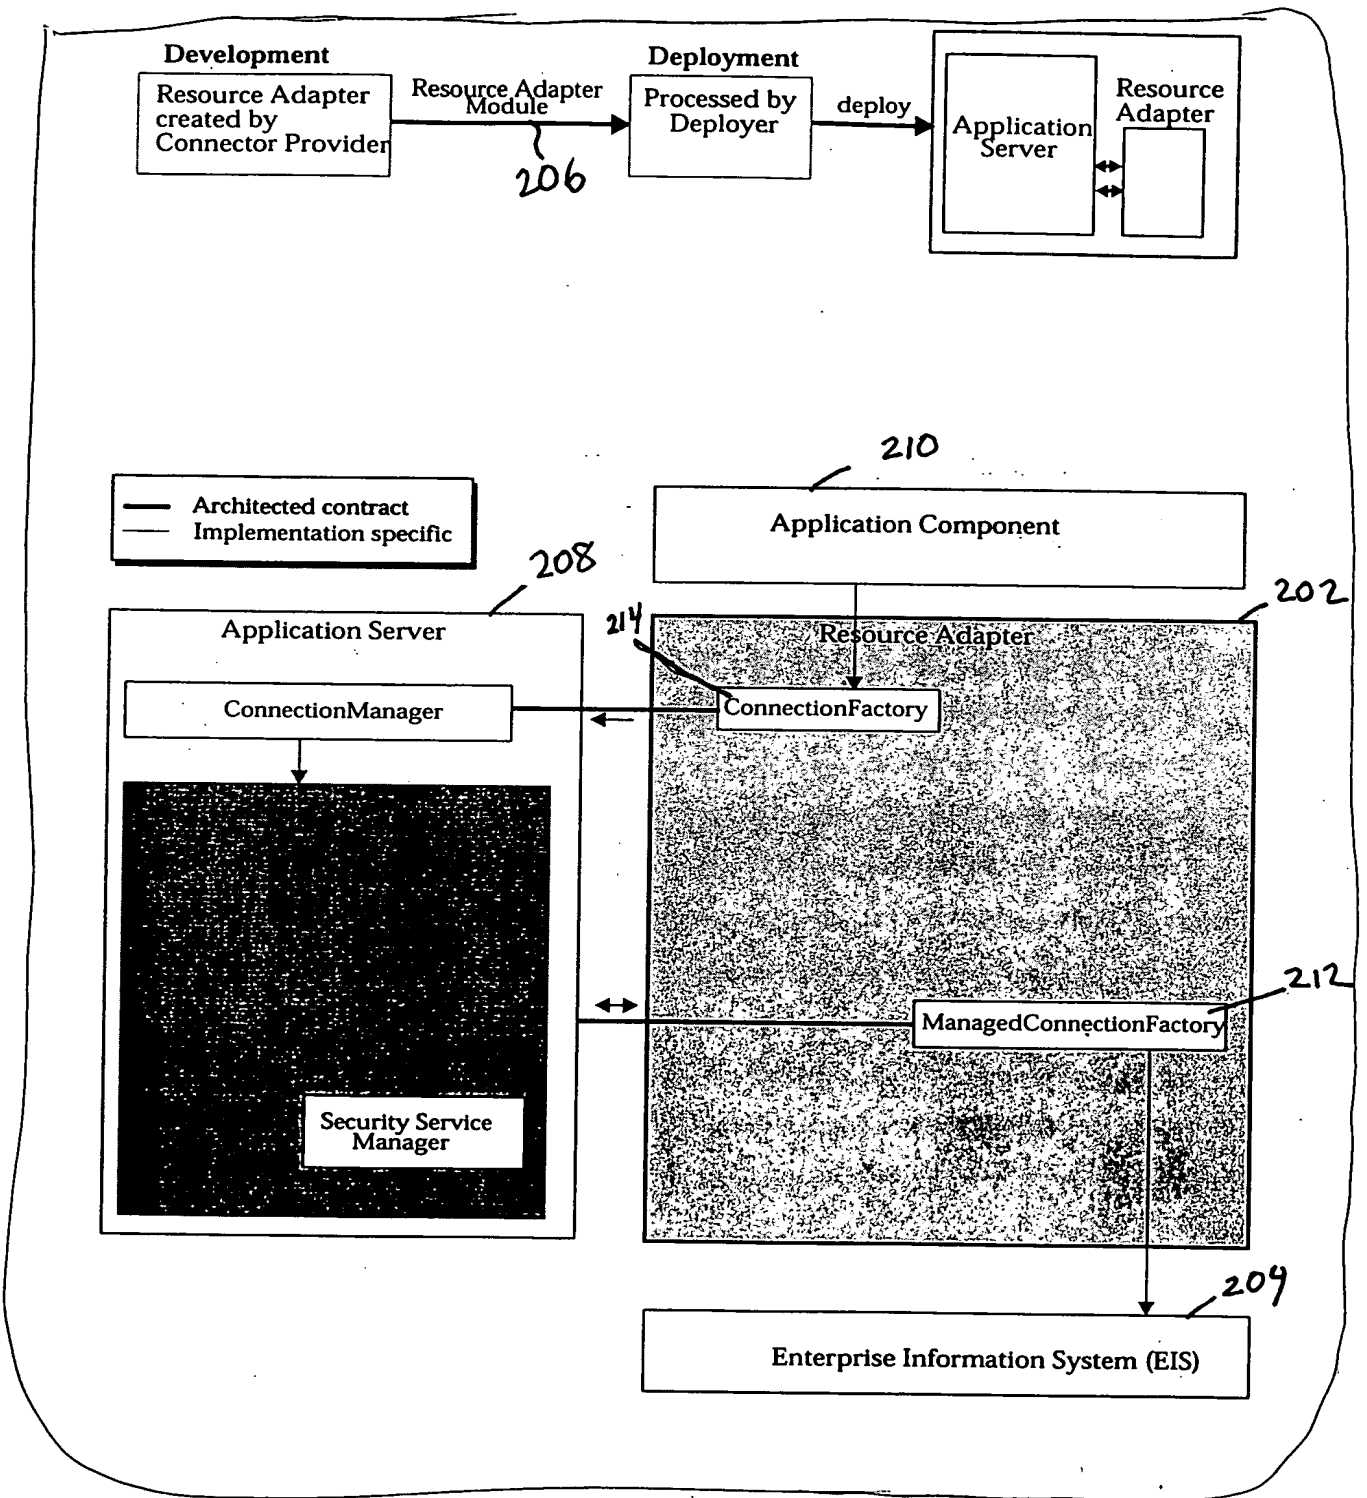 Development
Resource Adapter
created by
Connector Provider
Resource Adapter
Module
206
Deployment
Processed by
Deployer
deploy
Application
Server
Resource
Adapter
210
Architected contract
Implementation specific
Application Component
208
202
Application Server
214
Resource Adapter
ConnectionManager
ConnectionFactory
212
ManagedConnectionFactory
Security Service
Manager
204
Enterprise Information System (EIS)